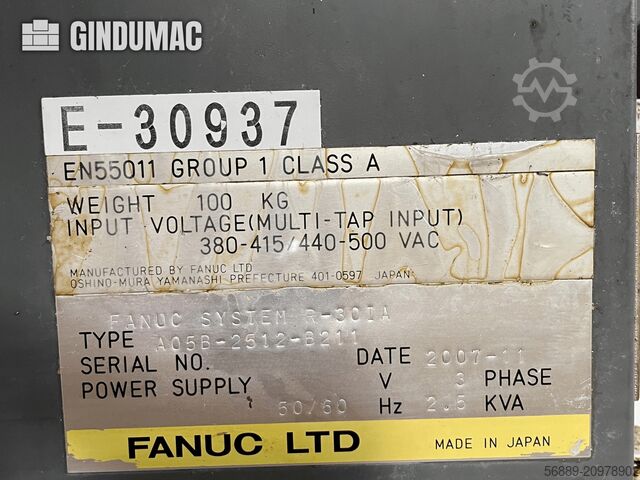 GINDUMAC
E-30937
EN55011 GROUP 1 CLASS A
WEIGHT 100 KG
INPUT VOLTAGE(MULTI-TAP INPUT)
380-415/440-500 VAC
MANUFACTURED BY FANUC LTD
OSHINO-MURA YAMANASHI PREFECTURE 401-0597 JAPAN
FANUC SYSTEM R-30IA
TYPE A05B-2512-B211
SERIAL NO. DATE 2007-11
POWER SUPPLY V 3 PHASE
50/60 Hz 2.5 KVA
FANUC LTD MADE IN JAPAN
56889-20978902